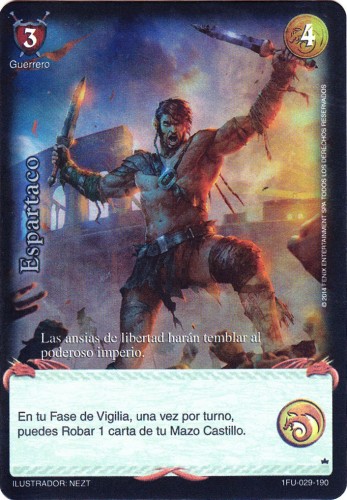 3
4
Guerrero
Espartaco
© 2014 FENIX ENTERTAINMENT SPA TODOS LOS DERECHOS RESERVADOS
Las ansias de libertad harán temblar al
poderoso imperio.
En tu Fase de Vigilia, una vez por turno,
puedes Robar 1 carta de tu Mazo Castillo.
ILUSTRADOR: NEZT
1FU-029-190